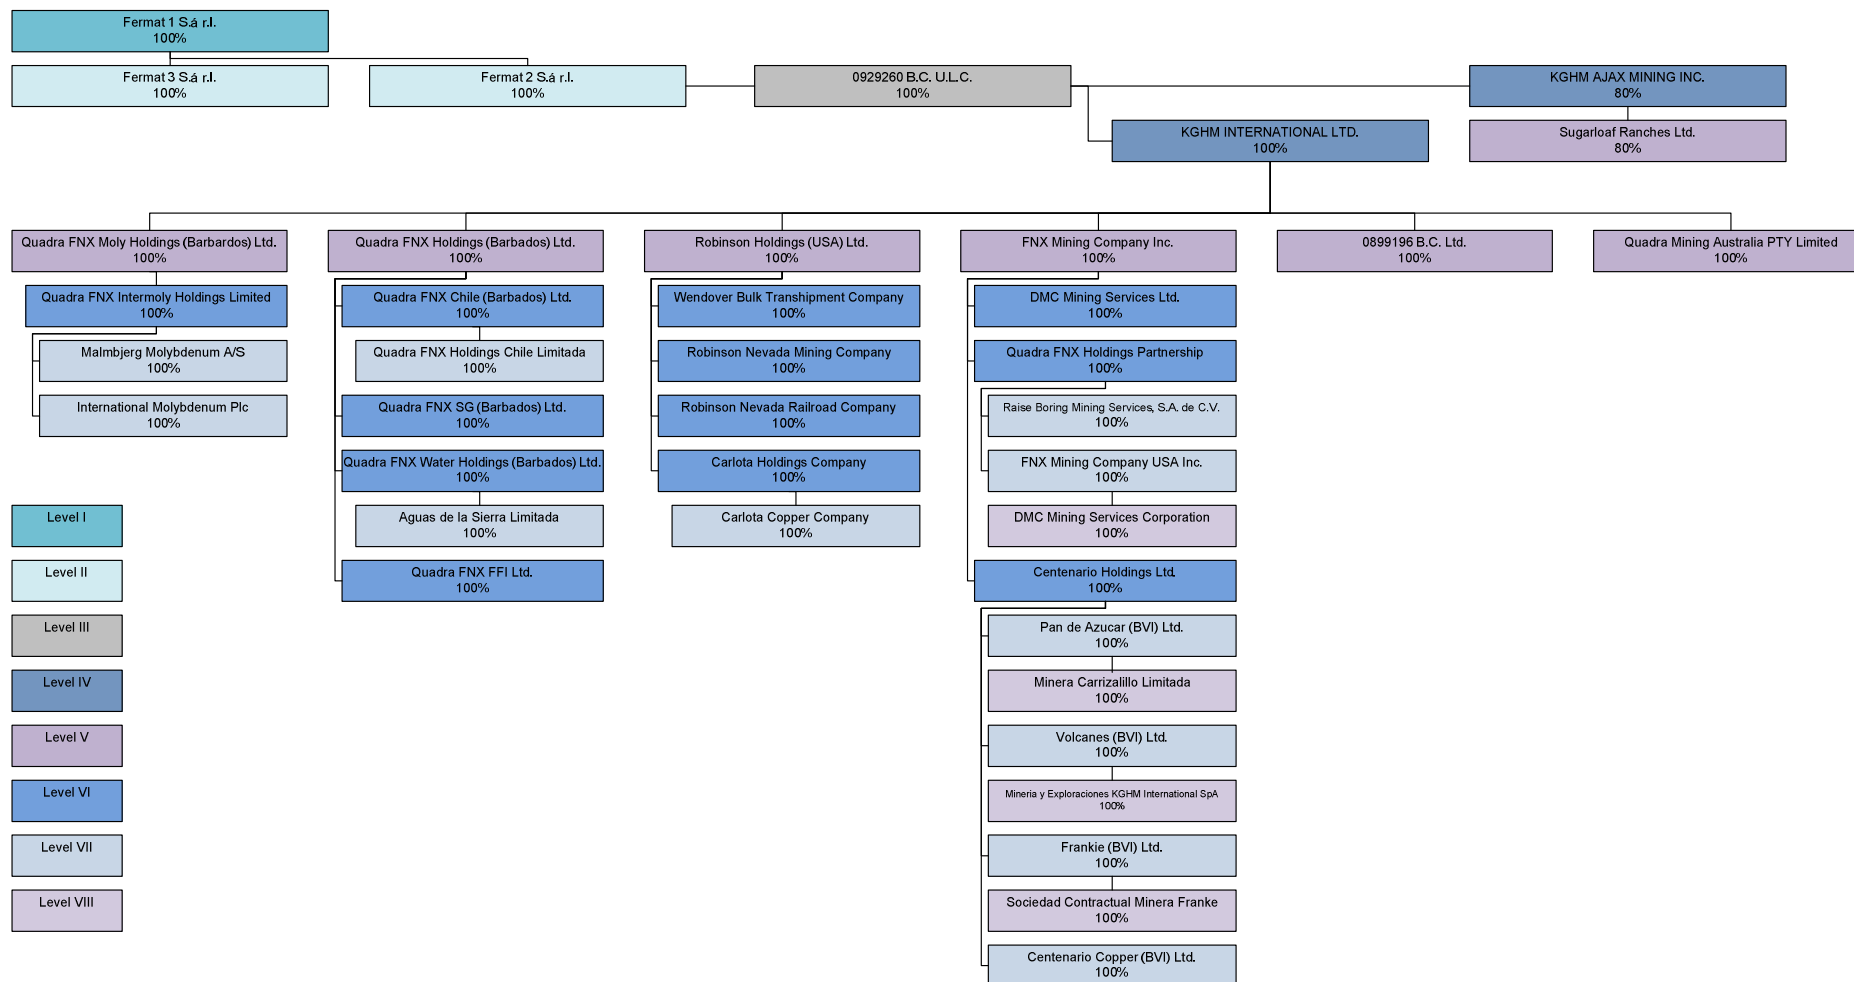 Fermat 1 S.á r.l.
100%
Fermat 3 S.á r.l.
100%
Fermat 2 S.á r.l.
100%
0929260 B.C. U.L.C.
100%
KGHM AJAX MINING INC.
80%
KGHM INTERNATIONAL LTD.
100%
Sugarloaf Ranches Ltd.
80%
Quadra FNX Moly Holdings (Barbardos) Ltd.
100%
Quadra FNX Intermoly Holdings Limited
100%
Malmbjerg Molybdenum A/S
100%
International Molybdenum Plc
100%
Quadra FNX Holdings (Barbados) Ltd.
100%
Quadra FNX Chile (Barbados) Ltd.
100%
Quadra FNX Holdings Chile Limitada
100%
Quadra FNX SG (Barbados) Ltd.
100%
Quadra FNX Water Holdings (Barbados) Ltd.
100%
Aguas de la Sierra Limitada
100%
Quadra FNX FFI Ltd.
100%
Robinson Holdings (USA) Ltd.
100%
Wendover Bulk Transhipment Company
100%
Robinson Nevada Mining Company
100%
Robinson Nevada Railroad Company
100%
Carlota Holdings Company
100%
Carlota Copper Company
100%
FNX Mining Company Inc.
100%
DMC Mining Services Ltd.
100%
Quadra FNX Holdings Partnership
100%
Raise Boring Mining Services, S.A. de C.V.
100%
FNX Mining Company USA Inc.
100%
DMC Mining Services Corporation
100%
Centenario Holdings Ltd.
100%
Pan de Azucar (BVI) Ltd.
100%
Minera Carrizalillo Limitada
100%
Volcanes (BVI) Ltd.
100%
Mineria y Exploraciones KGHM International SpA
100%
Frankie (BVI) Ltd.
100%
Sociedad Contractual Minera Franke
100%
Centenario Copper (BVI) Ltd.
100%
0899196 B.C. Ltd.
100%
Quadra Mining Australia PTY Limited
100%
Level I
Level II
Level III
Level IV
Level V
Level VI
Level VII
Level VIII